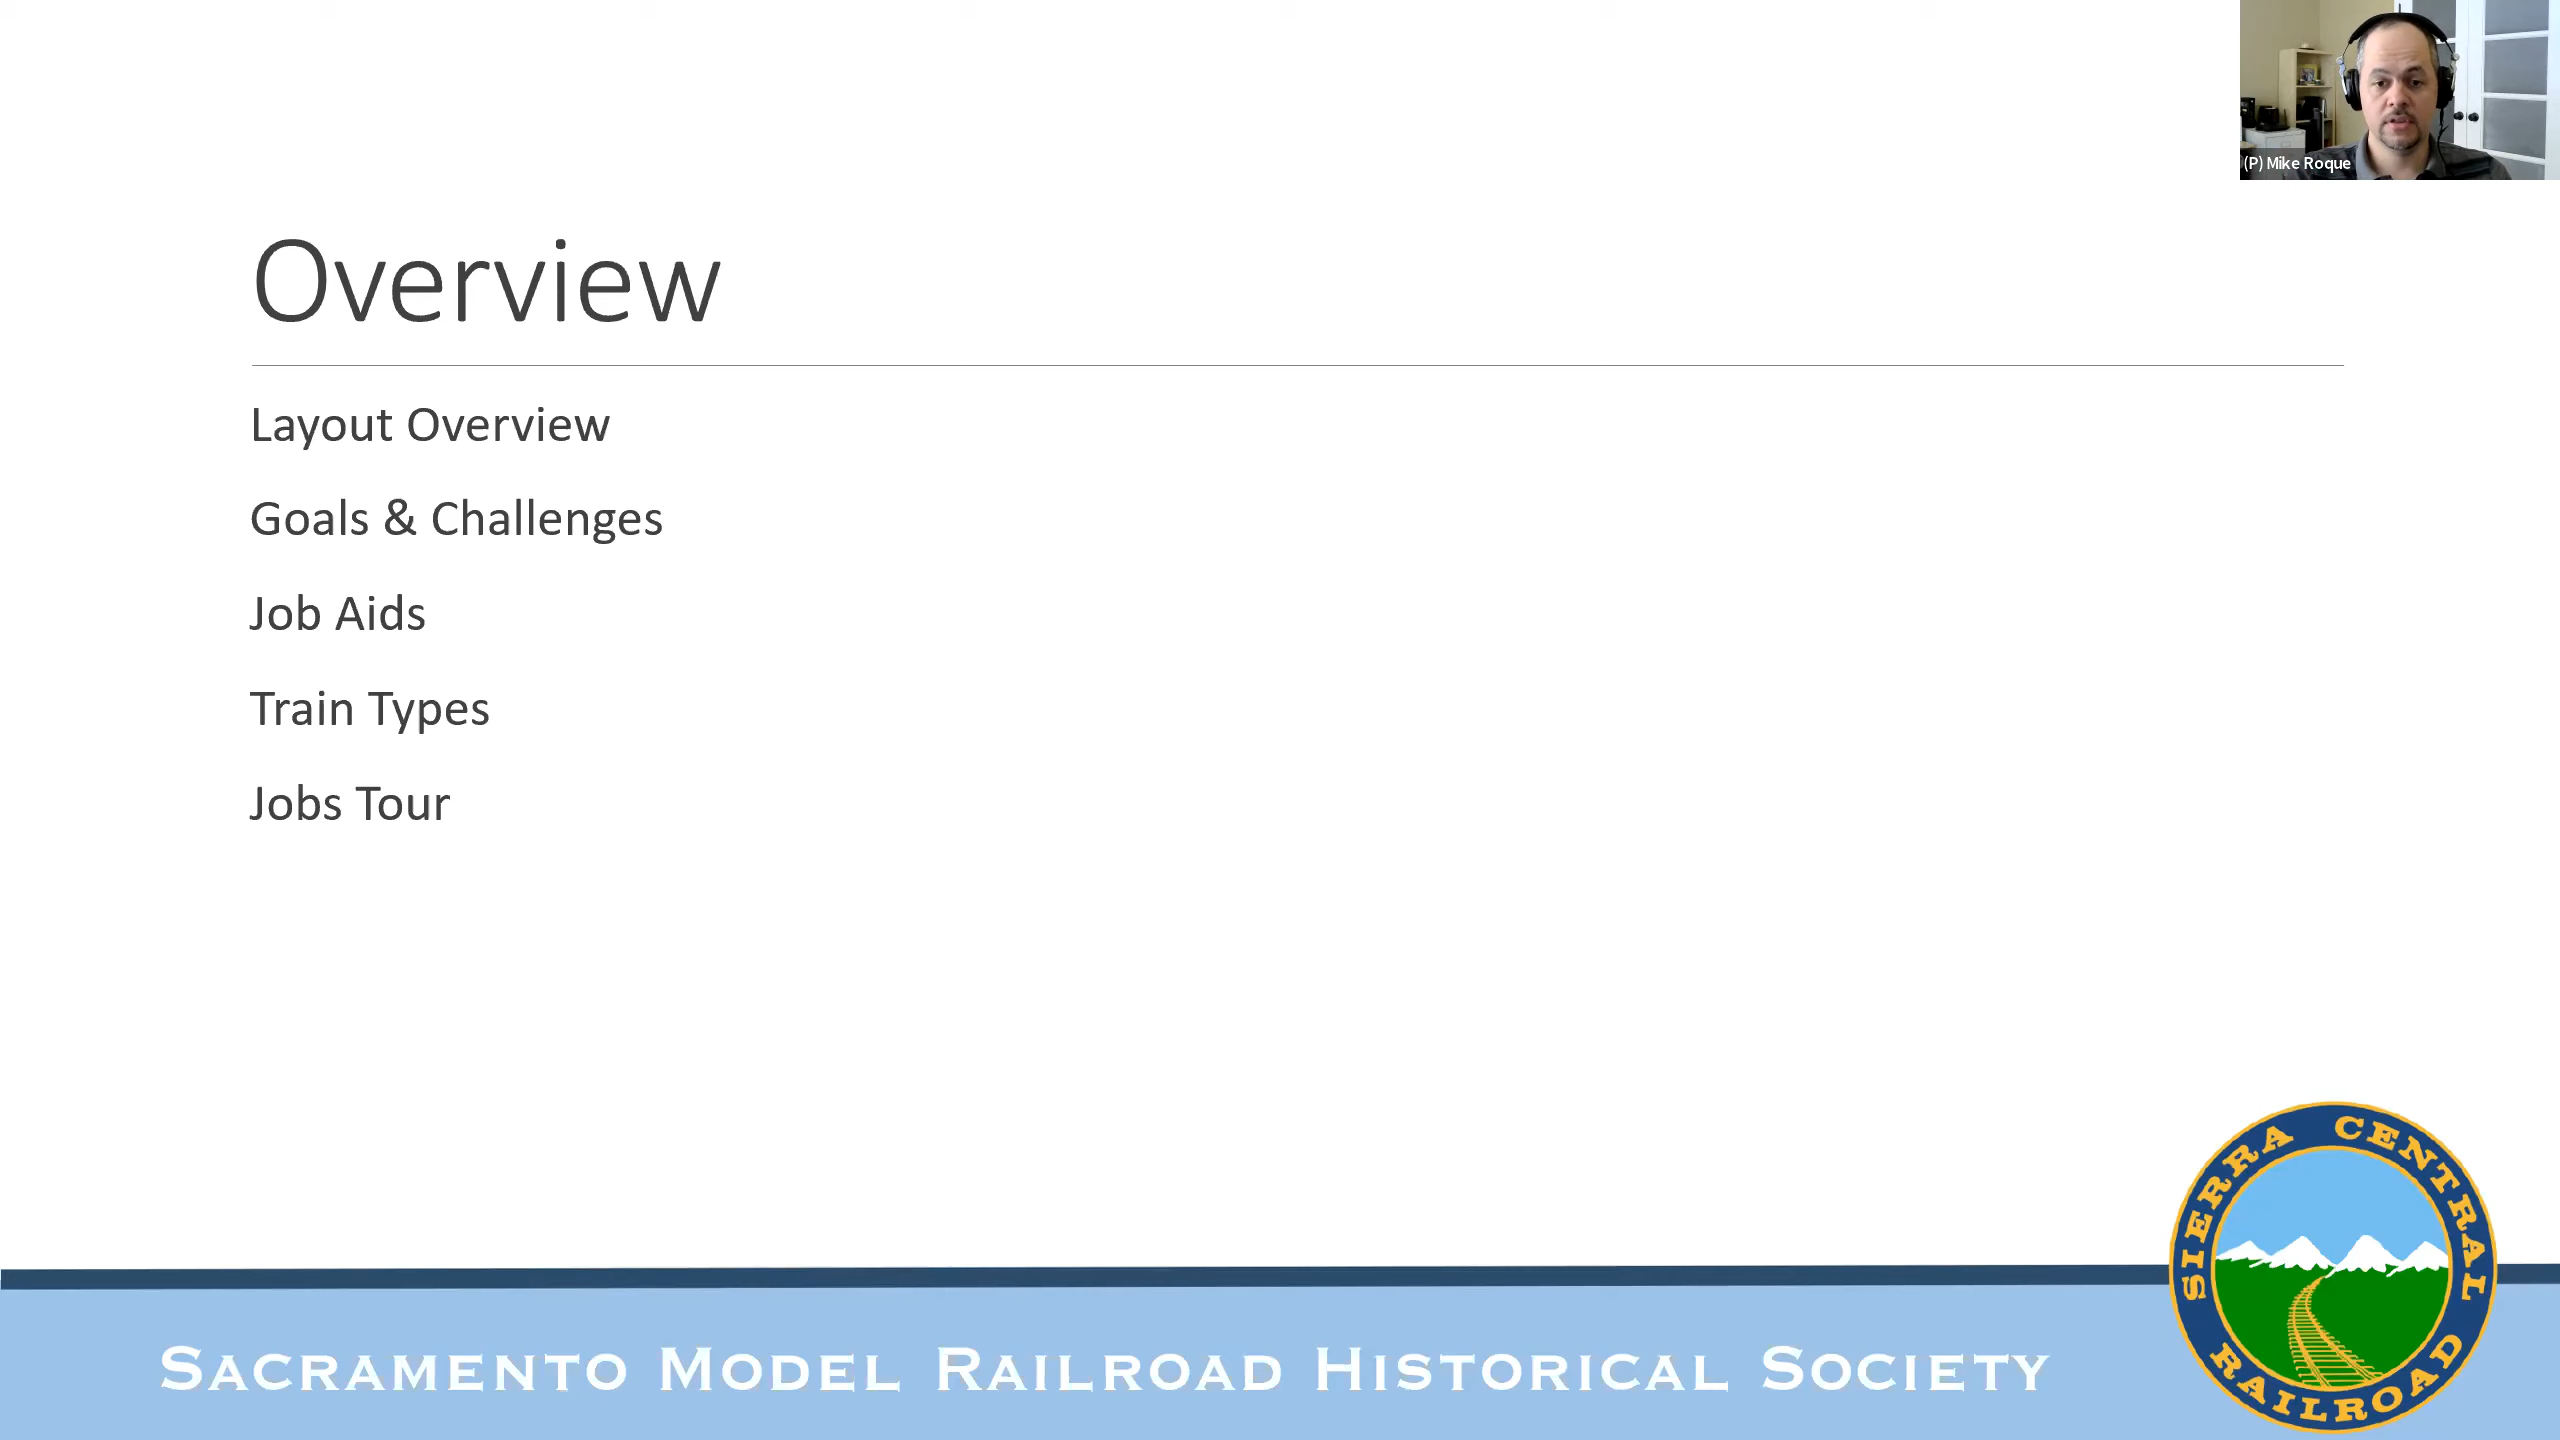 (P) Mike Roque
Overview
Layout Overview
Goals & Challenges
Job Aids
Train Types
Jobs Tour
SIERRA CENTRAL
RAILROAD
SACRAMENTO MODEL RAILROAD HISTORICAL SOCIETY